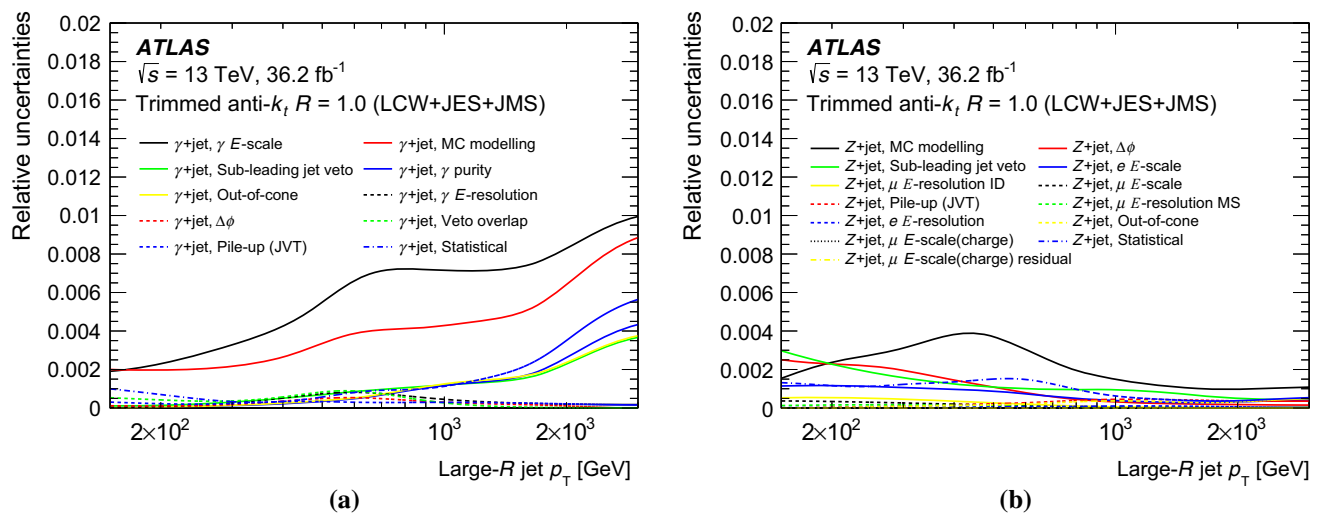 Relative uncertainties
0.02
0.018
0.016
0.014
0.012
0.01
0.008
0.006
0.004
0.002
0
ATLAS
√s = 13 TeV, 36.2 fb⁻¹
Trimmed anti-kₜ R = 1.0 (LCW+JES+JMS)
γ+jet, γ E-scale
γ+jet, MC modelling
γ+jet, Sub-leading jet veto
γ+jet, γ purity
γ+jet, Out-of-cone
γ+jet, γ E-resolution
γ+jet, Δϕ
γ+jet, Veto overlap
γ+jet, Pile-up (JVT)
γ+jet, Statistical
2×10²
10³
2×10³
Large-R jet p_T [GeV]
(a)
Relative uncertainties
0.02
0.018
0.016
0.014
0.012
0.01
0.008
0.006
0.004
0.002
0
ATLAS
√s = 13 TeV, 36.2 fb⁻¹
Trimmed anti-kₜ R = 1.0 (LCW+JES+JMS)
Z+jet, MC modelling
Z+jet, Δϕ
Z+jet, Sub-leading jet veto
Z+jet, e E-scale
Z+jet, μ E-resolution ID
Z+jet, μ E-scale
Z+jet, Pile-up (JVT)
Z+jet, μ E-resolution MS
Z+jet, e E-resolution
Z+jet, Out-of-cone
Z+jet, μ E-scale(charge)
Z+jet, Statistical
Z+jet, μ E-scale(charge) residual
2×10²
10³
2×10³
Large-R jet p_T [GeV]
(b)